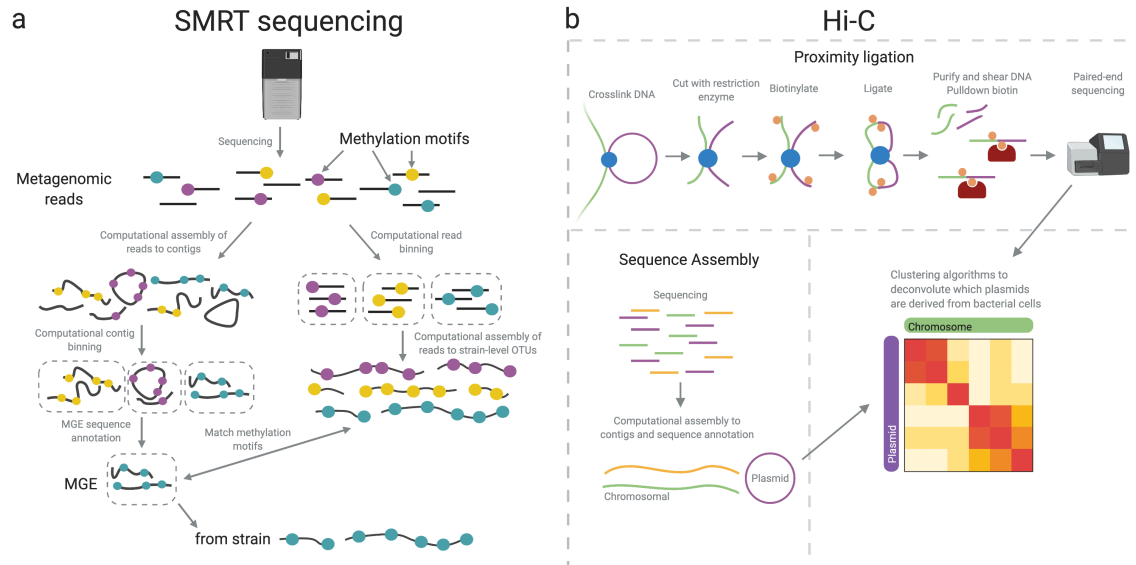 a
SMRT sequencing
Sequencing
Methylation motifs
Metagenomic
reads
Computational assembly of
reads to contigs
Computational read
binning
Computational contig
binning
Computational assembly of
reads to strain-level OTUs
MGE sequence
annotation
Match methylation
motifs
MGE
from strain
b
Hi-C
Proximity ligation
Crosslink DNA
Cut with restriction
enzyme
Biotinylate
Ligate
Purify and shear DNA
Pulldown biotin
Paired-end
sequencing
Sequence Assembly
Sequencing
Computational assembly to
contigs and sequence annotation
Chromosomal
Plasmid
Clustering algorithms to
deconvolute which plasmids
are derived from bacterial cells
Chromosome
Plasmid